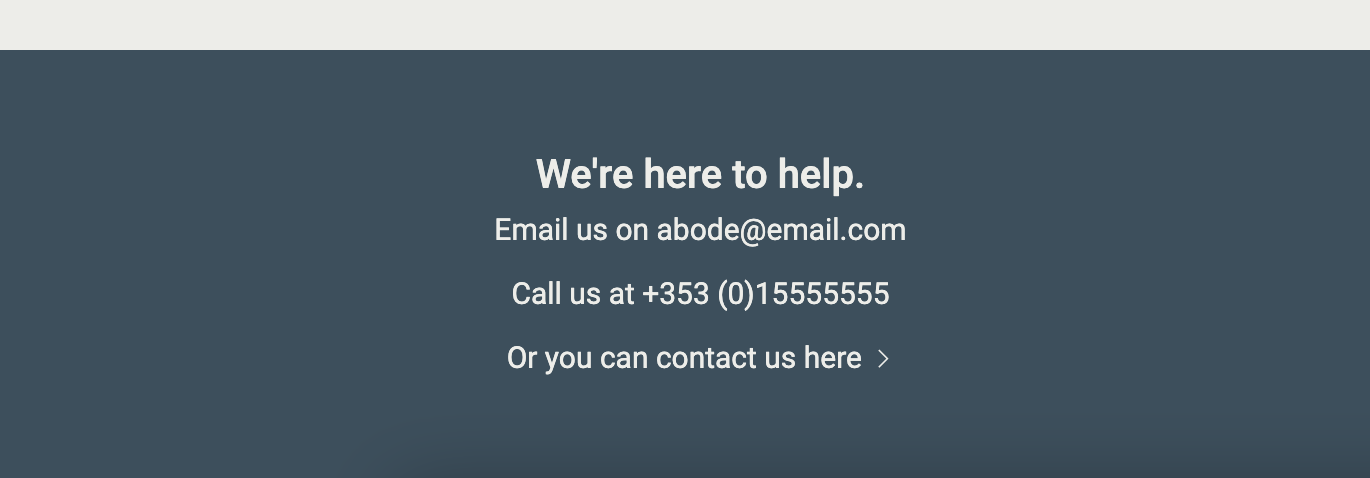 We're here to help.
Email us on abode@email.com
Call us at +353 (0)15555555
Or you can contact us here >